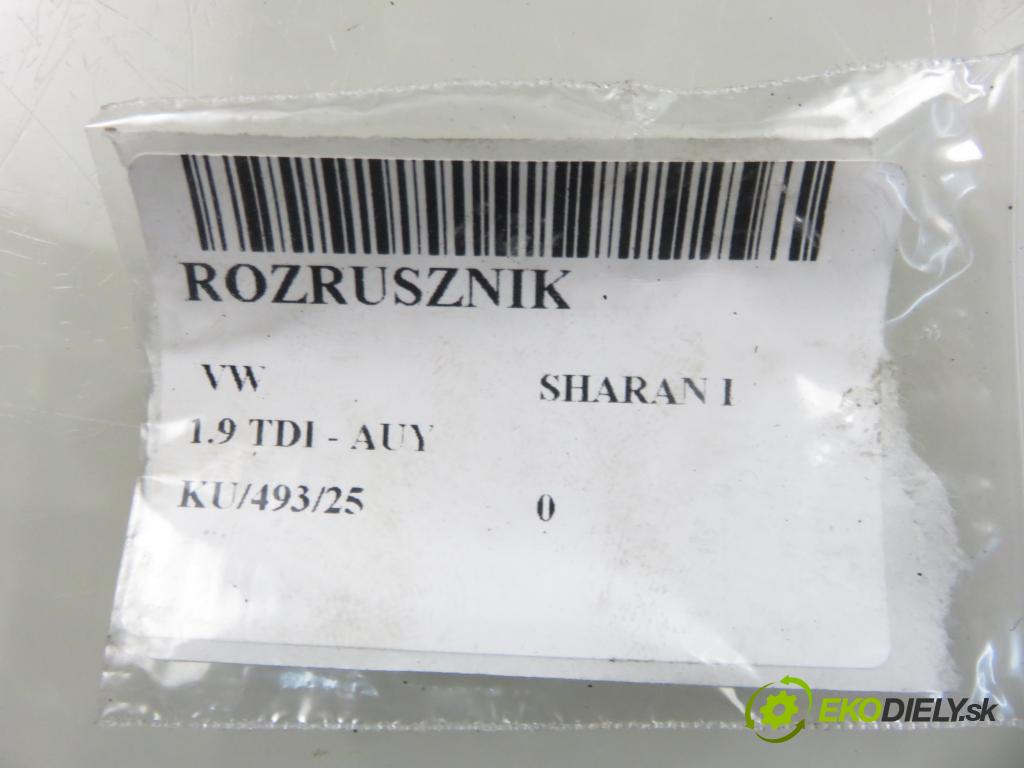 ROZRUSZNIK
VW SHARAN I
1.9 TDI - AUY
KU/493/25 0
EKODIELY.sk